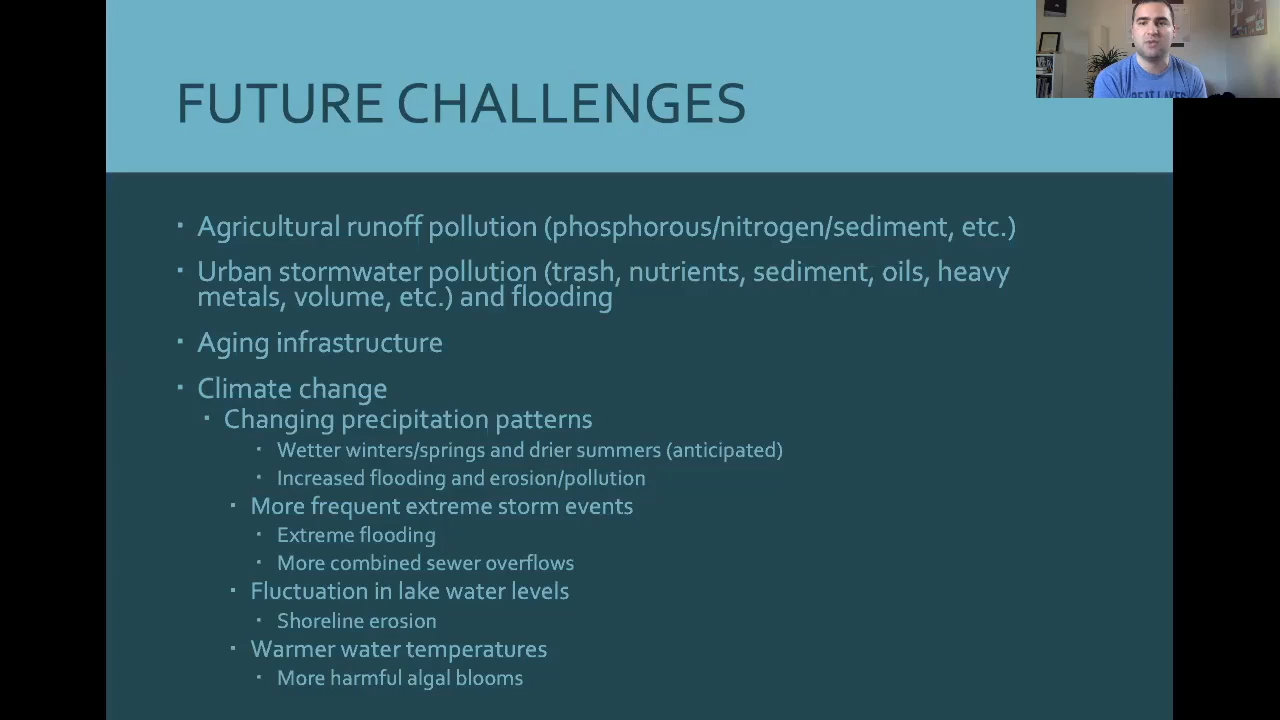 FUTURE CHALLENGES
▪ Agricultural runoff pollution (phosphorous/nitrogen/sediment, etc.)
▪ Urban stormwater pollution (trash, nutrients, sediment, oils, heavy
metals, volume, etc.) and flooding
▪ Aging infrastructure
▪ Climate change
▪ Changing precipitation patterns
▪ Wetter winters/springs and drier summers (anticipated)
▪ Increased flooding and erosion/pollution
▪ More frequent extreme storm events
▪ Extreme flooding
▪ More combined sewer overflows
▪ Fluctuation in lake water levels
▪ Shoreline erosion
▪ Warmer water temperatures
▪ More harmful algal blooms